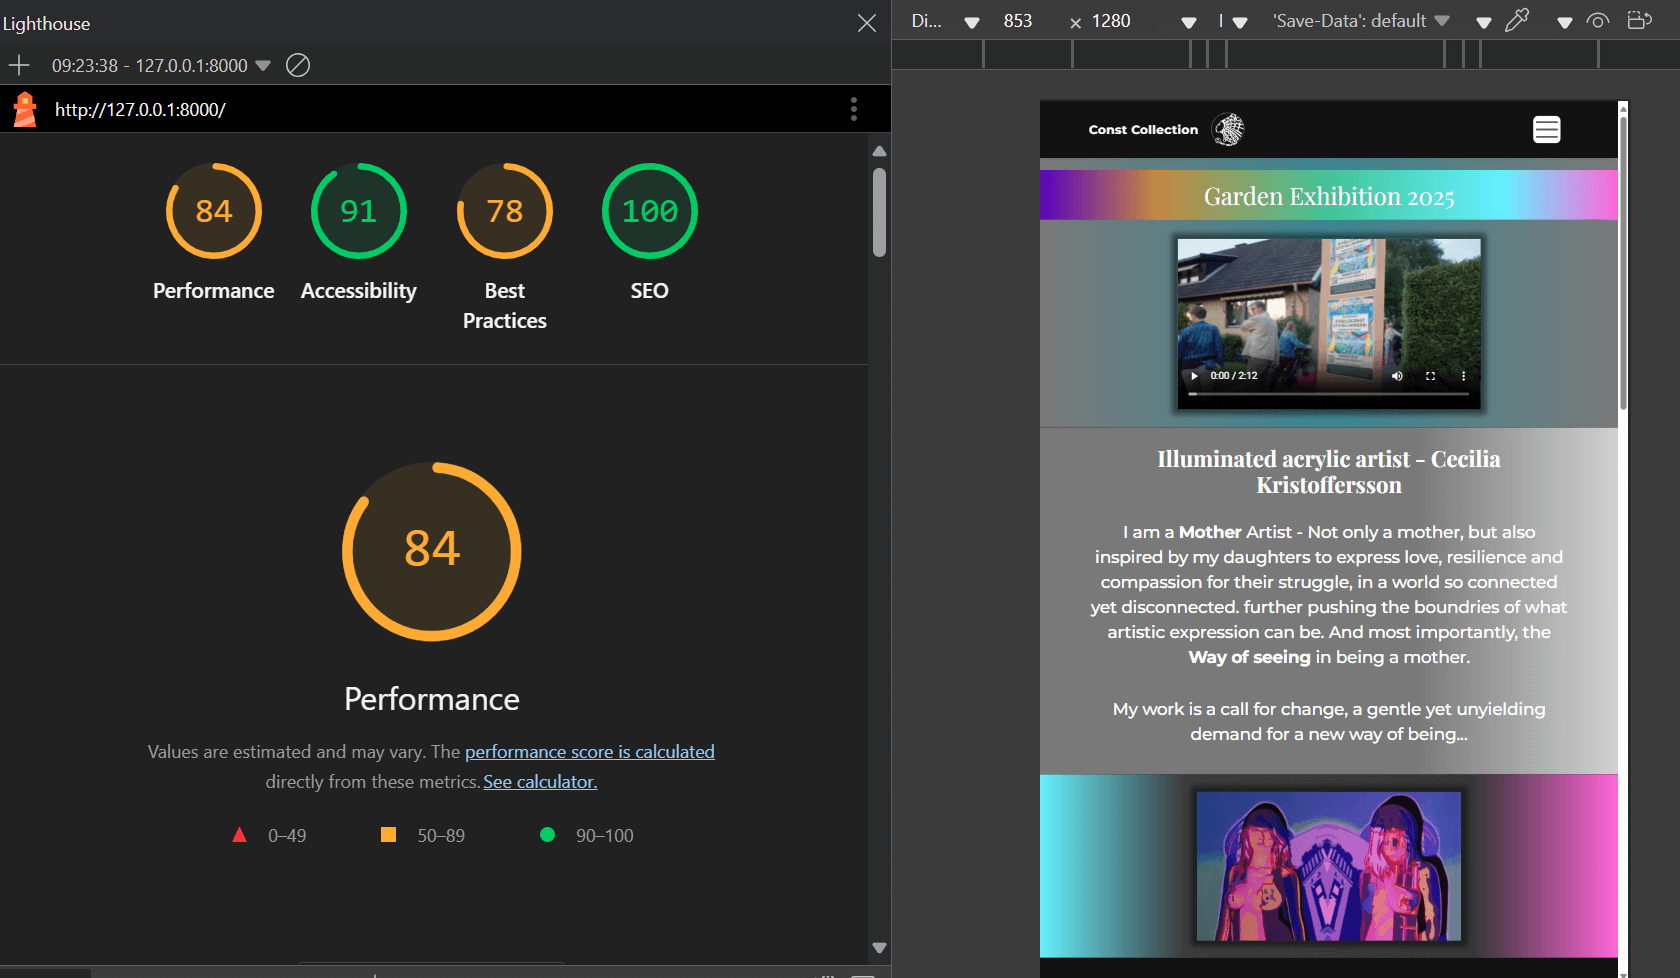 Lighthouse
09:23:38 - 127.0.0.1:8000
http://127.0.0.1:8000/
84
91
78
100
Performance
Accessibility
Best
Practices
SEO
84
Performance
Values are estimated and may vary. The performance score is calculated
directly from these metrics. See calculator.
0–49
50–89
90–100
Di...
853
× 1280
'Save-Data': default
Const Collection
Garden Exhibition 2025
0:00 / 2:12
Illuminated acrylic artist - Cecilia
Kristoffersson
I am a Mother Artist - Not only a mother, but also
inspired by my daughters to express love, resilience and
compassion for their struggle, in a world so connected
yet disconnected. further pushing the boundries of what
artistic expression can be. And most importantly, the
Way of seeing in being a mother.
My work is a call for change, a gentle yet unyielding
demand for a new way of being...